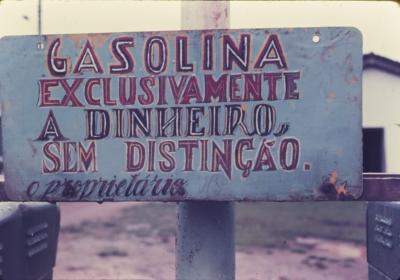 "GASOLINA
EXCLUSIVAMENTE
A DINHEIRO,,
SEM DISTINÇÃO.
o proprietário